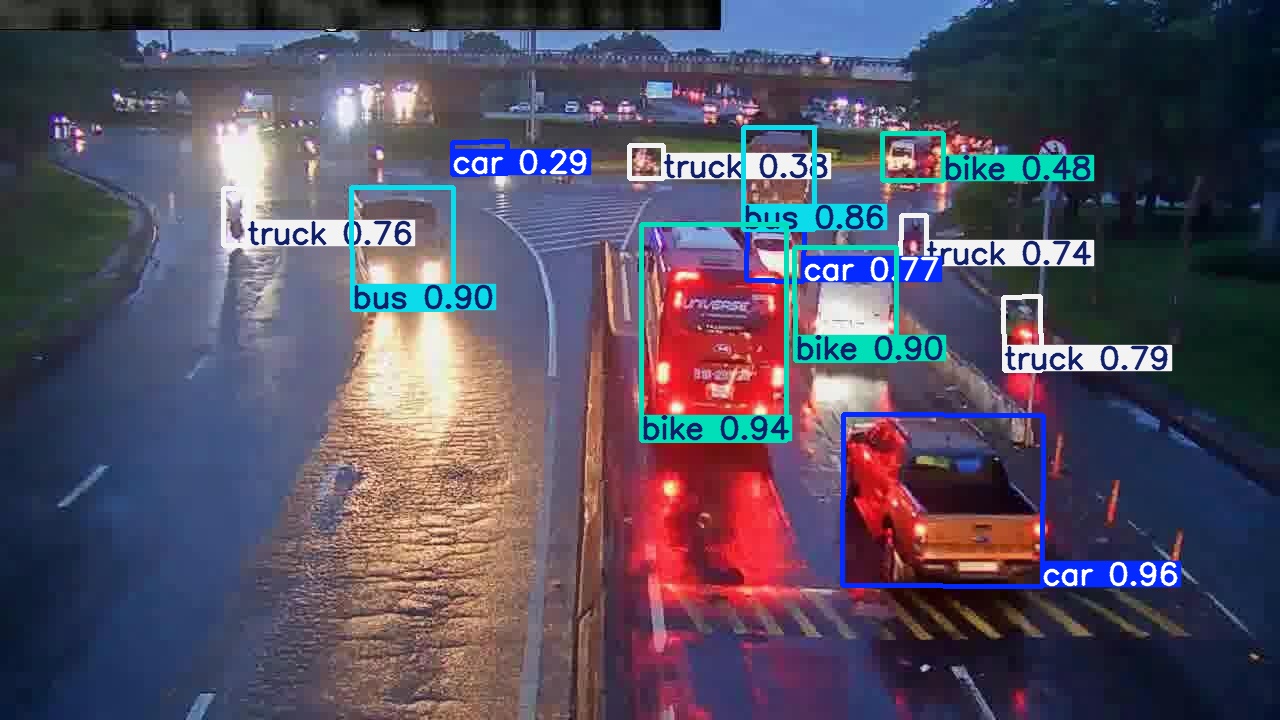 car 0.29
truck 0.38
bike 0.48
truck 0.76
bus 0.86
truck 0.74
car 0.77
bus 0.90
UNIVERSE
bike 0.90
truck 0.79
bike 0.94
car 0.96